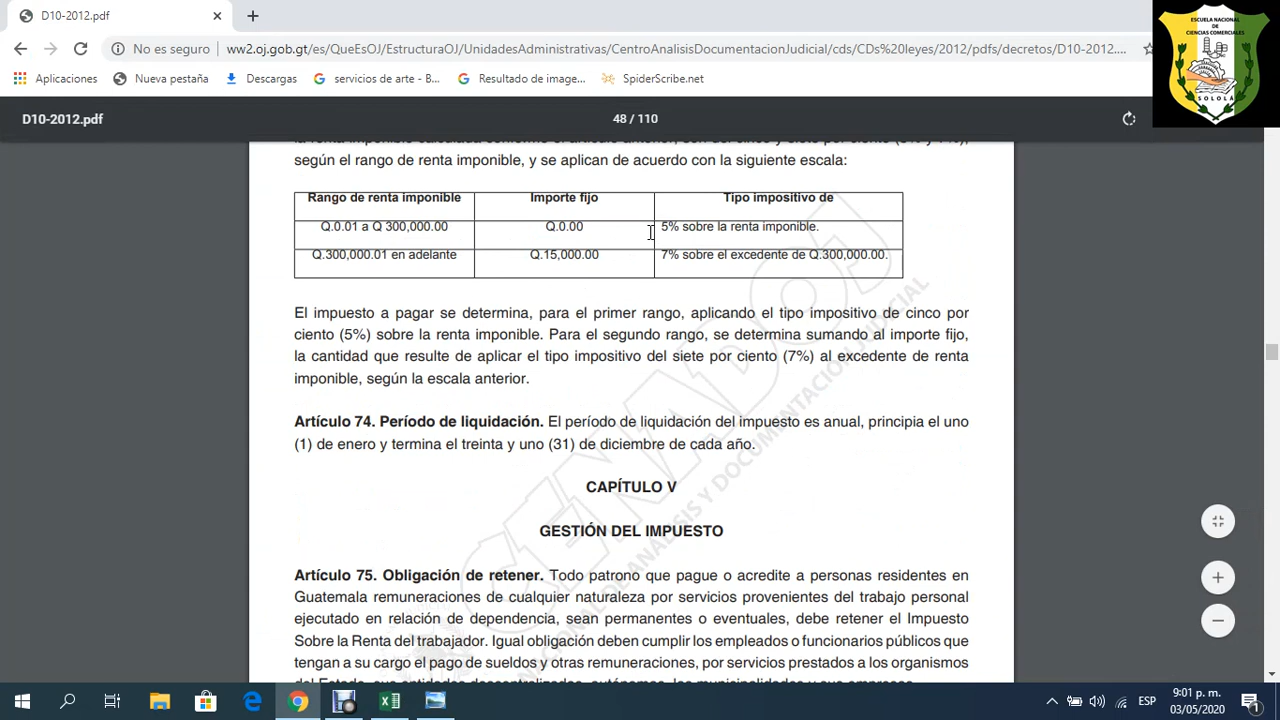 D10-2012.pdf
ESCUELA NACIONAL
DE
CIENCIAS COMERCIALES
SOLOLÁ
No es seguro
ww2.oj.gob.gt/es/QueEsOJ/EstructuraOJ/UnidadesAdministrativas/CentroAnalisisDocumentacionJudicial/cds/CDs%20leyes/2012/pdfs/decretos/D10-2012....
Aplicaciones
Nueva pestaña
Descargas
servicios de arte - B...
Resultado de image...
SpiderScribe.net
D10-2012.pdf
48 / 110
según el rango de renta imponible, y se aplican de acuerdo con la siguiente escala:
Rango de renta imponible Importe fijo Tipo impositivo de
Q.0.01 a Q 300,000.00 Q.0.00 5% sobre la renta imponible.
Q.300,000.01 en adelante Q.15,000.00 7% sobre el excedente de Q.300,000.00.
El impuesto a pagar se determina, para el primer rango, aplicando el tipo impositivo de cinco por
ciento (5%) sobre la renta imponible. Para el segundo rango, se determina sumando al importe fijo,
la cantidad que resulte de aplicar el tipo impositivo del siete por ciento (7%) al excedente de renta
imponible, según la escala anterior.
Artículo 74. Período de liquidación. El período de liquidación del impuesto es anual, principia el uno
(1) de enero y termina el treinta y uno (31) de diciembre de cada año.
CAPÍTULO V
GESTIÓN DEL IMPUESTO
Artículo 75. Obligación de retener. Todo patrono que pague o acredite a personas residentes en
Guatemala remuneraciones de cualquier naturaleza por servicios provenientes del trabajo personal
ejecutado en relación de dependencia, sean permanentes o eventuales, debe retener el Impuesto
Sobre la Renta del trabajador. Igual obligación deben cumplir los empleados o funcionarios públicos que
tengan a su cargo el pago de sueldos y otras remuneraciones, por servicios prestados a los organismos
CENADOJ
ESP
9:01 p. m.
03/05/2020